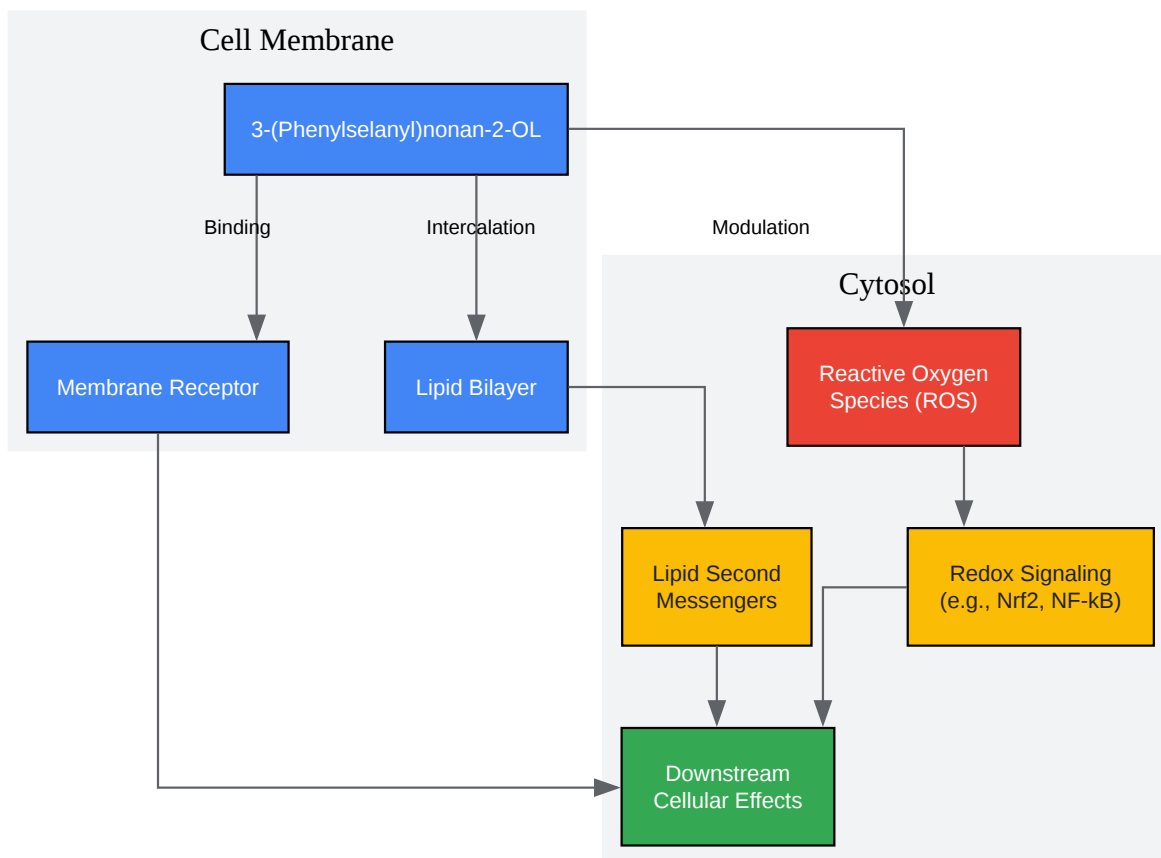 Cell Membrane
3-(Phenylselanyl)nonan-2-OL
Binding
Intercalation
Modulation
Cytosol
Membrane Receptor
Lipid Bilayer
Reactive Oxygen
Species (ROS)
Lipid Second
Messengers
Redox Signaling
(e.g., Nrf2, NF-kB)
Downstream
Cellular Effects